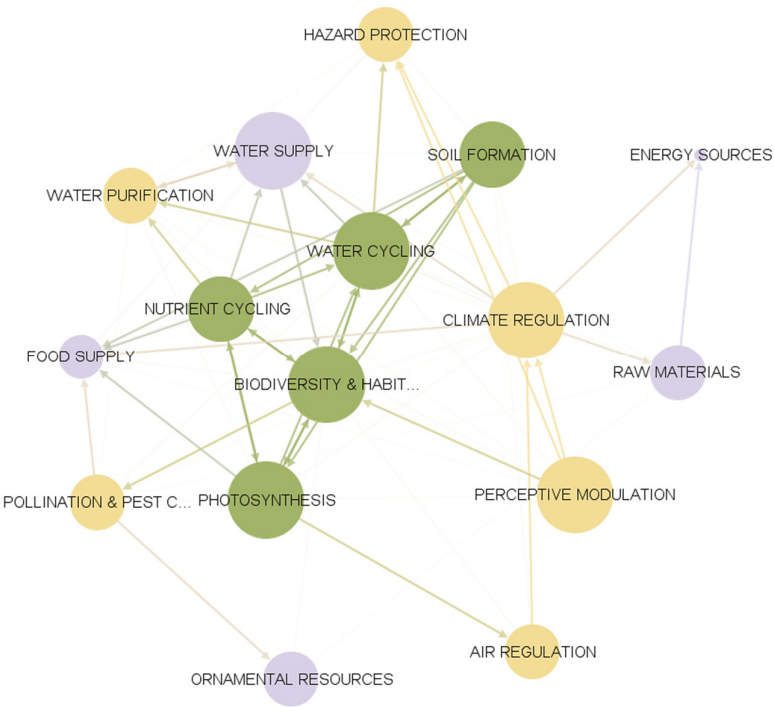 HAZARD PROTECTION
WATER SUPPLY
SOIL FORMATION
ENERGY SOURCES
WATER PURIFICATION
WATER CYCLING
NUTRIENT CYCLING
CLIMATE REGULATION
FOOD SUPPLY
RAW MATERIALS
BIODIVERSITY & HABIT...
PERCEPTIVE MODULATION
POLLINATION & PEST C...
PHOTOSYNTHESIS
AIR REGULATION
ORNAMENTAL RESOURCES